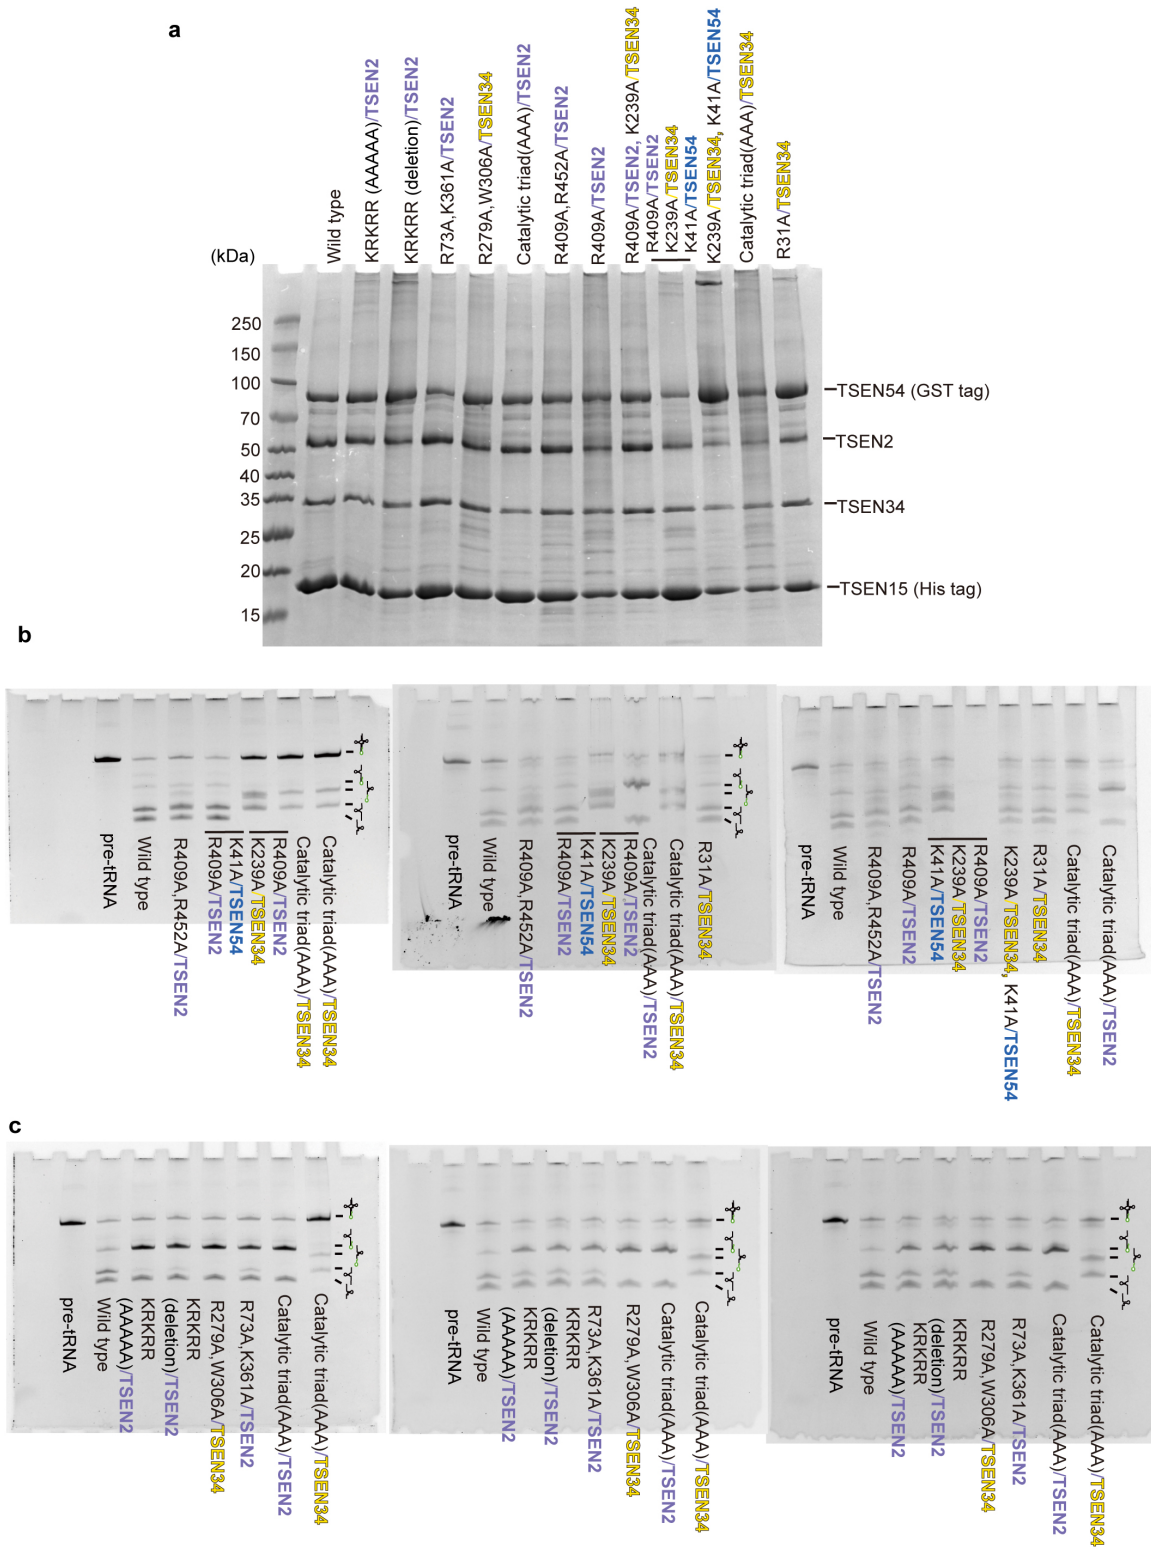 a
Wild type
KRKRR (AAAAA)/TSEN2
KRKRR (deletion)/TSEN2
R73A,K361A/TSEN2
R279A,W306A/TSEN34
Catalytic triad(AAA)/TSEN2
R409A,R452A/TSEN2
R409A/TSEN2
R409A/TSEN2, K239A/TSEN34
R409A/TSEN2
K239A/TSEN34
K41A/TSEN54
K239A/TSEN34, K41A/TSEN54
Catalytic triad(AAA)/TSEN34
R31A/TSEN34
(kDa)
250
150
100
70
50
40
35
25
20
15
TSEN54 (GST tag)
TSEN2
TSEN34
TSEN15 (His tag)
b
pre-tRNA
Wild type
R409A,R452A/TSEN2
R409A/TSEN2
K41A/TSEN54
K239A/TSEN34
R409A/TSEN2
Catalytic triad(AAA)/TSEN34
Catalytic triad(AAA)/TSEN34
pre-tRNA
Wild type
R409A,R452A/TSEN2
R409A/TSEN2
K41A/TSEN54
K239A/TSEN34
R409A/TSEN2
Catalytic triad(AAA)/TSEN2
Catalytic triad(AAA)/TSEN34
R31A/TSEN34
pre-tRNA
Wild type
R409A,R452A/TSEN2
R409A/TSEN2
K41A/TSEN54
K239A TSEN34
R409A/TSEN2
K239A TSEN34, K41A/TSEN54
R31A/TSEN34
Catalytic triad(AAA)/TSEN34
Catalytic triad(AAA)/TSEN2
c
pre-tRNA
Wild type
(AAAAA)/TSEN2
KRKRR
(deletion)/TSEN2
KRKRR
R279A,W306A/TSEN34
R73A,K361A/TSEN2
Catalytic triad(AAA)/TSEN2
Catalytic triad(AAA)/TSEN34
pre-tRNA
Wild type
(AAAAA)/TSEN2
KRKRR
(deletion)/TSEN2
KRKRR
R73A,K361A/TSEN2
R279A,W306A/TSEN34
Catalytic triad(AAA)/TSEN2
Catalytic triad(AAA)/TSEN34
pre-tRNA
Wild type
(AAAAA)/TSEN2
KRKRR
(deletion)/TSEN2
KRKRR
R279A,W306A/TSEN34
R73A,K361A/TSEN2
Catalytic triad(AAA)/TSEN2
Catalytic triad(AAA)/TSEN34